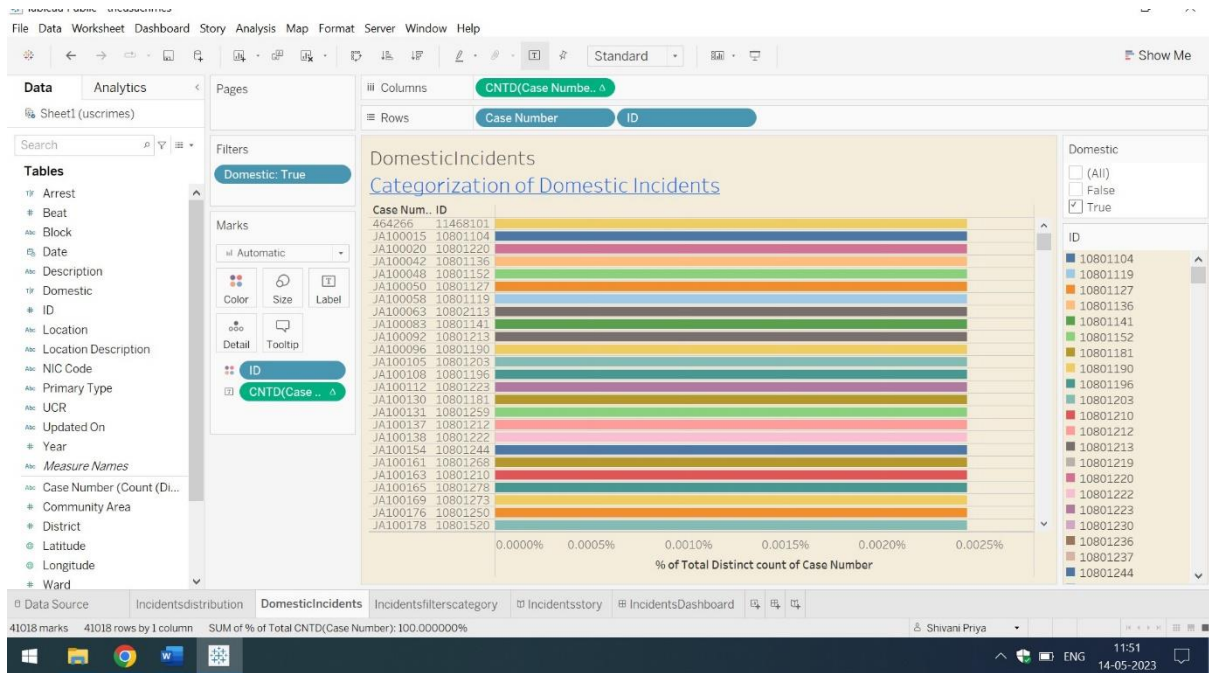 Tableau Public - theusachmes
File Data Worksheet Dashboard Story Analysis Map Format Server Window Help
Standard Show Me
Data Analytics
Sheet1 (uscrimes)
Search
Tables
Arrest
Beat
Block
Date
Description
Domestic
ID
Location
Location Description
NIC Code
Primary Type
UCR
Updated On
Year
Measure Names
Case Number (Count (Di...
Community Area
District
Latitude
Longitude
Ward
Pages
Filters
Domestic: True
Marks
Automatic
Color Size Label
Detail Tooltip
ID
CNTD(Case ..
Columns CNTD(Case Numbe..
Rows Case Number ID
DomesticIncidents
Categorization of Domestic Incidents
Case Num.. ID
464266 11468101
JA100015 10801104
JA100020 10801220
JA100042 10801136
JA100048 10801152
JA100050 10801127
JA100058 10801119
JA100063 10802113
JA100083 10801141
JA100092 10801213
JA100096 10801190
JA100105 10801203
JA100108 10801196
JA100112 10801223
JA100130 10801181
JA100131 10801259
JA100137 10801212
JA100138 10801222
JA100154 10801244
JA100161 10801268
JA100163 10801210
JA100165 10801278
JA100169 10801273
JA100176 10801250
JA100178 10801520
0.0000% 0.0005% 0.0010% 0.0015% 0.0020% 0.0025%
% of Total Distinct count of Case Number
Domestic
(All)
False
True
ID
10801104
10801119
10801127
10801136
10801141
10801152
10801181
10801190
10801196
10801203
10801210
10801212
10801213
10801219
10801220
10801222
10801223
10801230
10801236
10801237
10801244
Data Source Incidentsdistribution DomesticIncidents Incidentsfilterscategory Incidentsstory IncidentsDashboard
41018 marks 41018 rows by 1 column SUM of % of Total CNTD(Case Number): 100.000000% Shivani Priya
ENG 11:51
14-05-2023